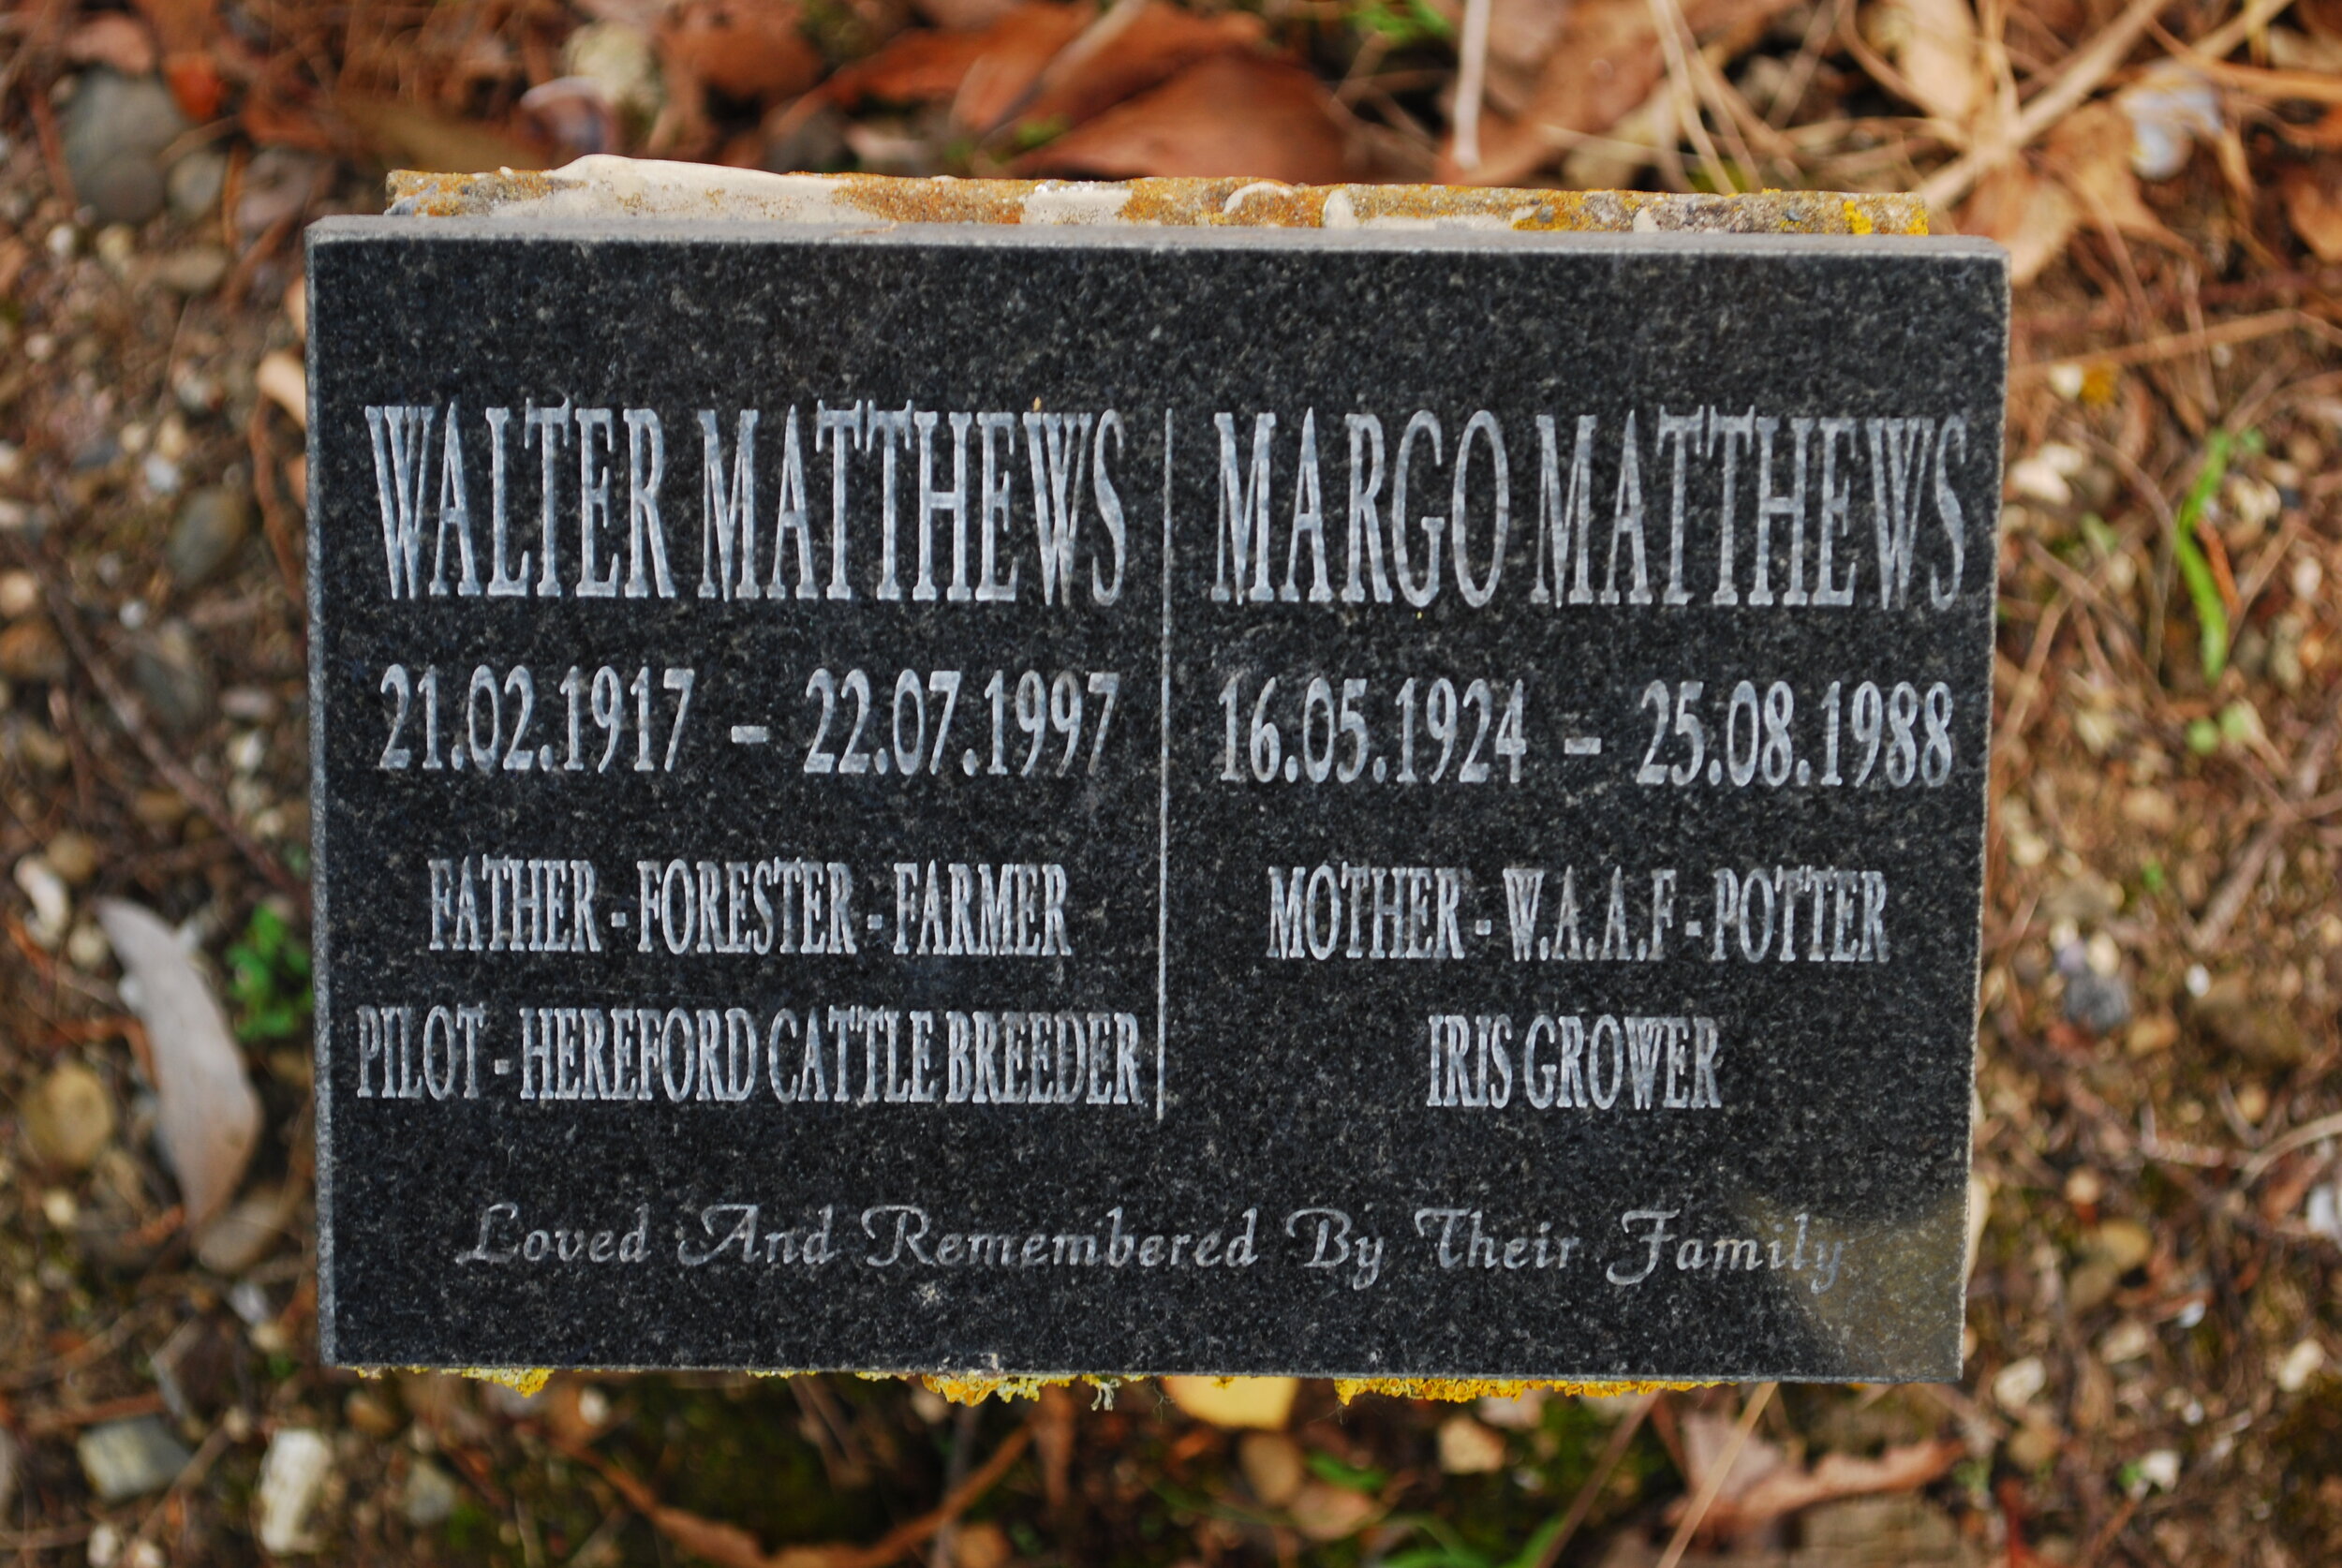 WALTER MATTHEWS
21.02.1917 - 22.07.1997
FATHER - FORESTER - FARMER
PILOT - HEREFORD CATTLE BREEDER
MARGO MATTHEWS
16.05.1924 - 25.08.1988
MOTHER - W.A.A.F - POTTER
IRIS GROWER
Loved And Remembered By Their Family